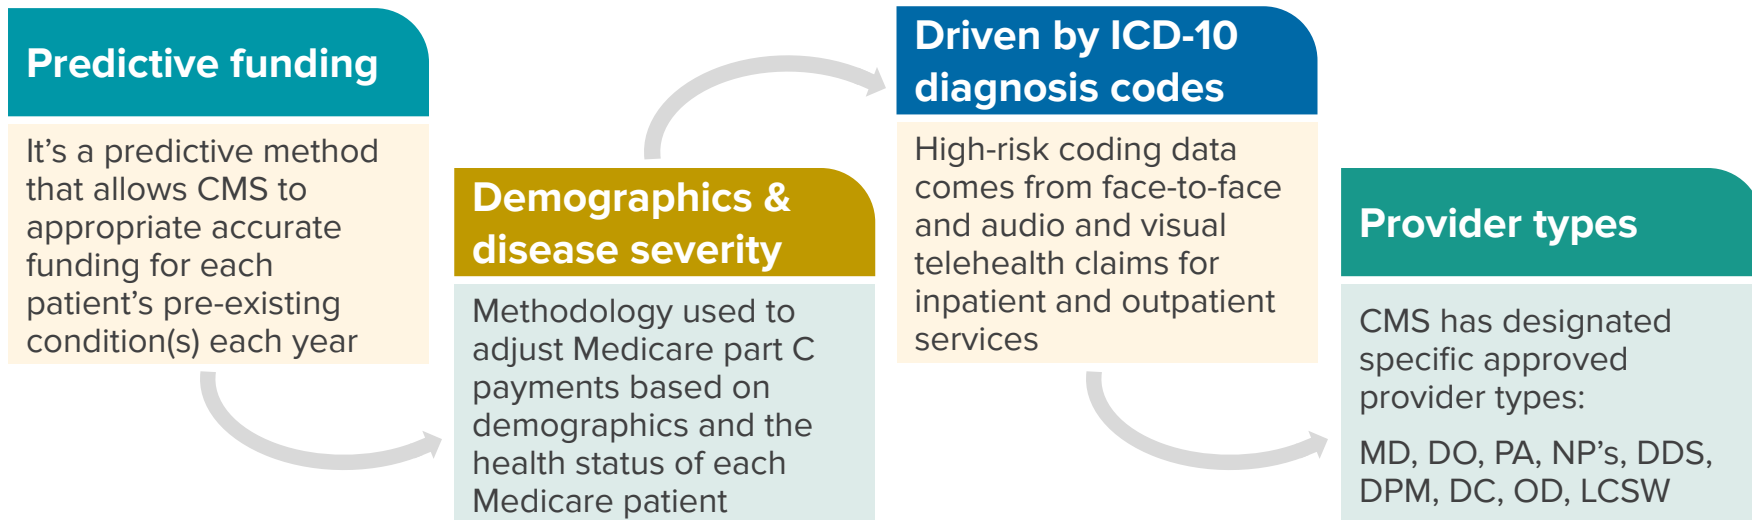 Predictive funding
It’s a predictive method
that allows CMS to
appropriate accurate
funding for each
patient’s pre-existing
condition(s) each year
Demographics &
disease severity
Methodology used to
adjust Medicare part C
payments based on
demographics and the
health status of each
Medicare patient
Driven by ICD-10
diagnosis codes
High-risk coding data
comes from face-to-face
and audio and visual
telehealth claims for
inpatient and outpatient
services
Provider types
CMS has designated
specific approved
provider types:
MD, DO, PA, NP’s, DDS,
DPM, DC, OD, LCSW